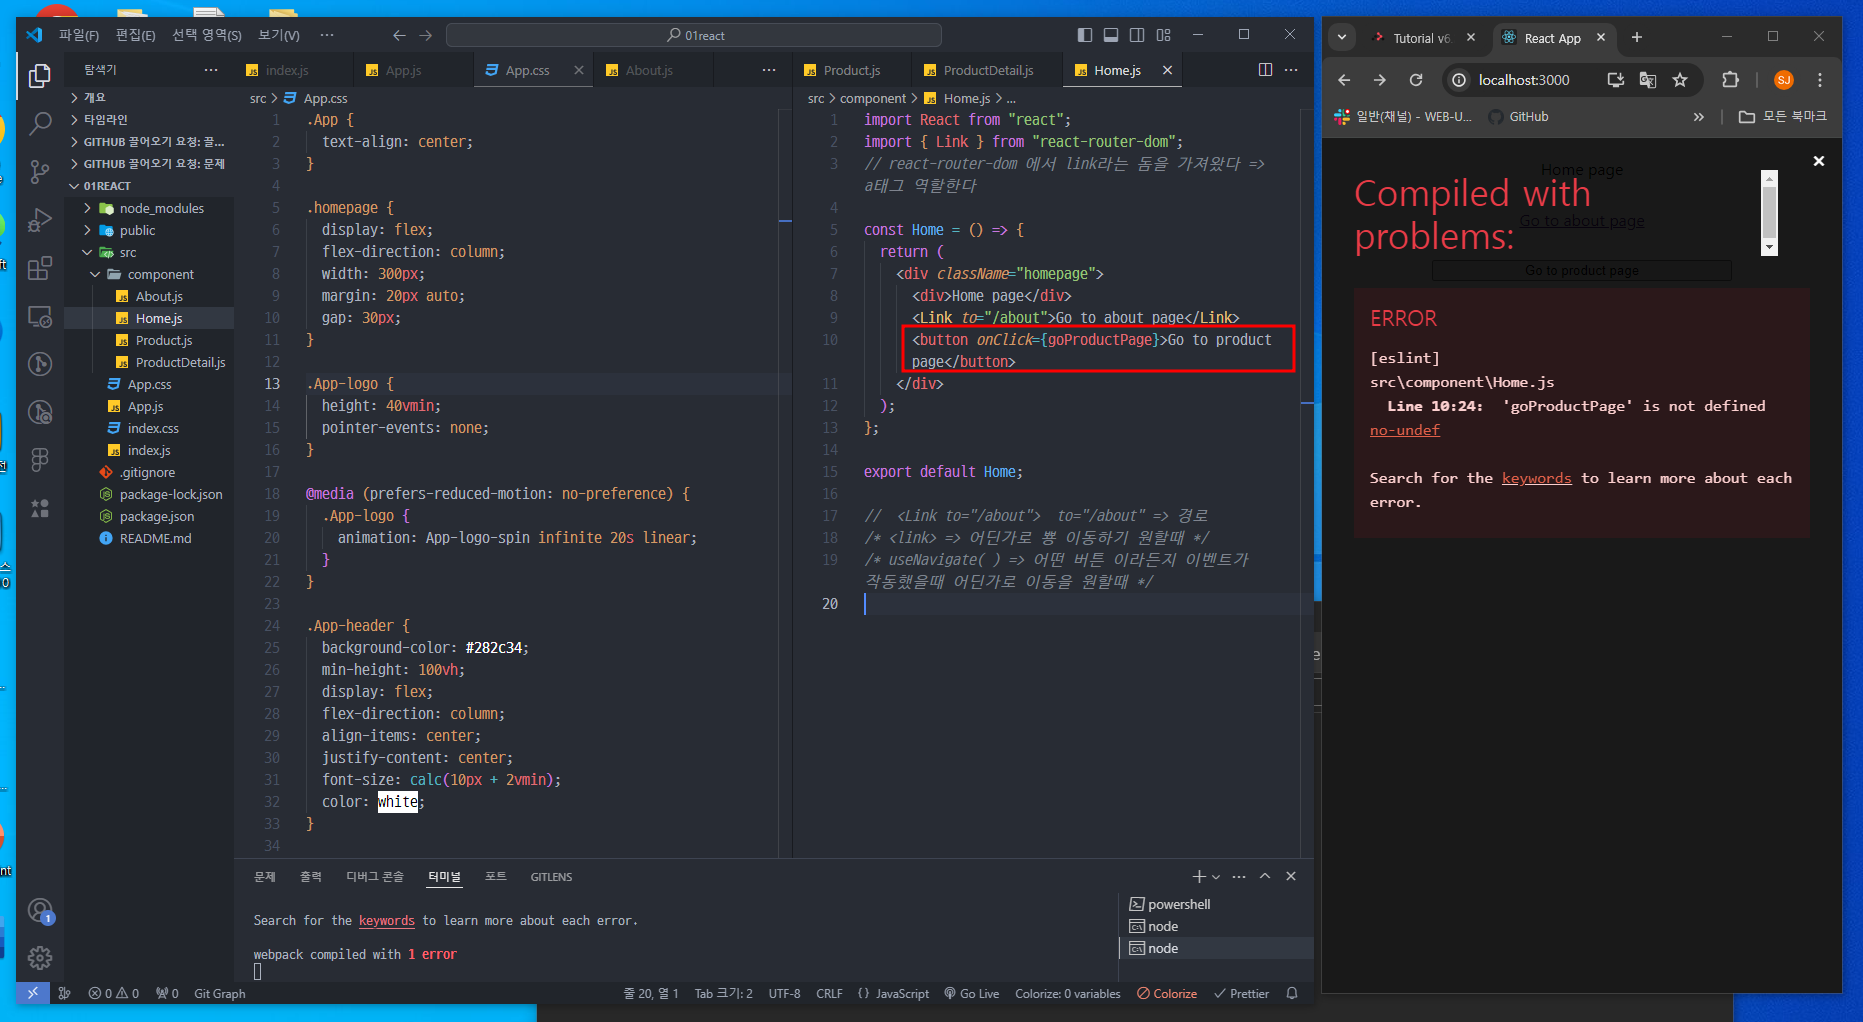 파일(F) 편집(E) 선택 영역(S) 보기(V) ··· 01react
탐색기 ···
개요
타임라인
GITHUB 끌어오기 요청: 끌...
GITHUB 끌어오기 요청: 문제
01REACT
node_modules
public
src
component
About.js
Home.js
Product.js
ProductDetail.js
App.css
App.js
index.css
index.js
.gitignore
package-lock.json
package.json
README.md
index.js App.js App.css About.js ···
src > App.css
1 .App {
2 text-align: center;
3 }
4
5 .homepage {
6 display: flex;
7 flex-direction: column;
8 width: 300px;
9 margin: 20px auto;
10 gap: 30px;
11 }
12
13 .App-logo {
14 height: 40vmin;
15 pointer-events: none;
16 }
17
18 @media (prefers-reduced-motion: no-preference) {
19 .App-logo {
20 animation: App-logo-spin infinite 20s linear;
21 }
22 }
23
24 .App-header {
25 background-color: #282c34;
26 min-height: 100vh;
27 display: flex;
28 flex-direction: column;
29 align-items: center;
30 justify-content: center;
31 font-size: calc(10px + 2vmin);
32 color: white;
33 }
34
Product.js ProductDetail.js Home.js ···
src > component > Home.js > ...
1 import React from "react";
2 import { Link } from "react-router-dom";
3 // react-router-dom 에서 link라는 돔을 가져왔다 =>
a태그 역할한다
4
5 const Home = () => {
6 return (
7 <div className="homepage">
8 <div>Home page</div>
9 <Link to="/about">Go to about page</Link>
10 <button onClick={goProductPage}>Go to product
page</button>
11 </div>
12 );
13 };
14
15 export default Home;
16
17 // <Link to="/about"> to="/about" => 경로
18 /* <link> => 어딘가로 뿅 이동하기 원할때 */
19 /* useNavigate( ) => 어떤 버튼 이라든지 이벤트가
작동했을때 어딘가로 이동을 원할때 */
20
문제 출력 디버그 콘솔 터미널 포트 GITLENS
Search for the keywords to learn more about each error.
webpack compiled with 1 error
powershell
node
node
1
0 0 0 Git Graph 줄 20, 열 1 Tab 크기: 2 UTF-8 CRLF {} JavaScript Go Live Colorize: 0 variables Colorize Prettier
Tutorial v6. React App
localhost:3000 SJ
일반(채널) - WEB-U... GitHub » 모든 북마크
Home page
Compiled with
Go to about page
problems:
Go to product page
ERROR
[eslint]
src\component\Home.js
Line 10:24: 'goProductPage' is not defined
no-undef
Search for the keywords to learn more about each
error.